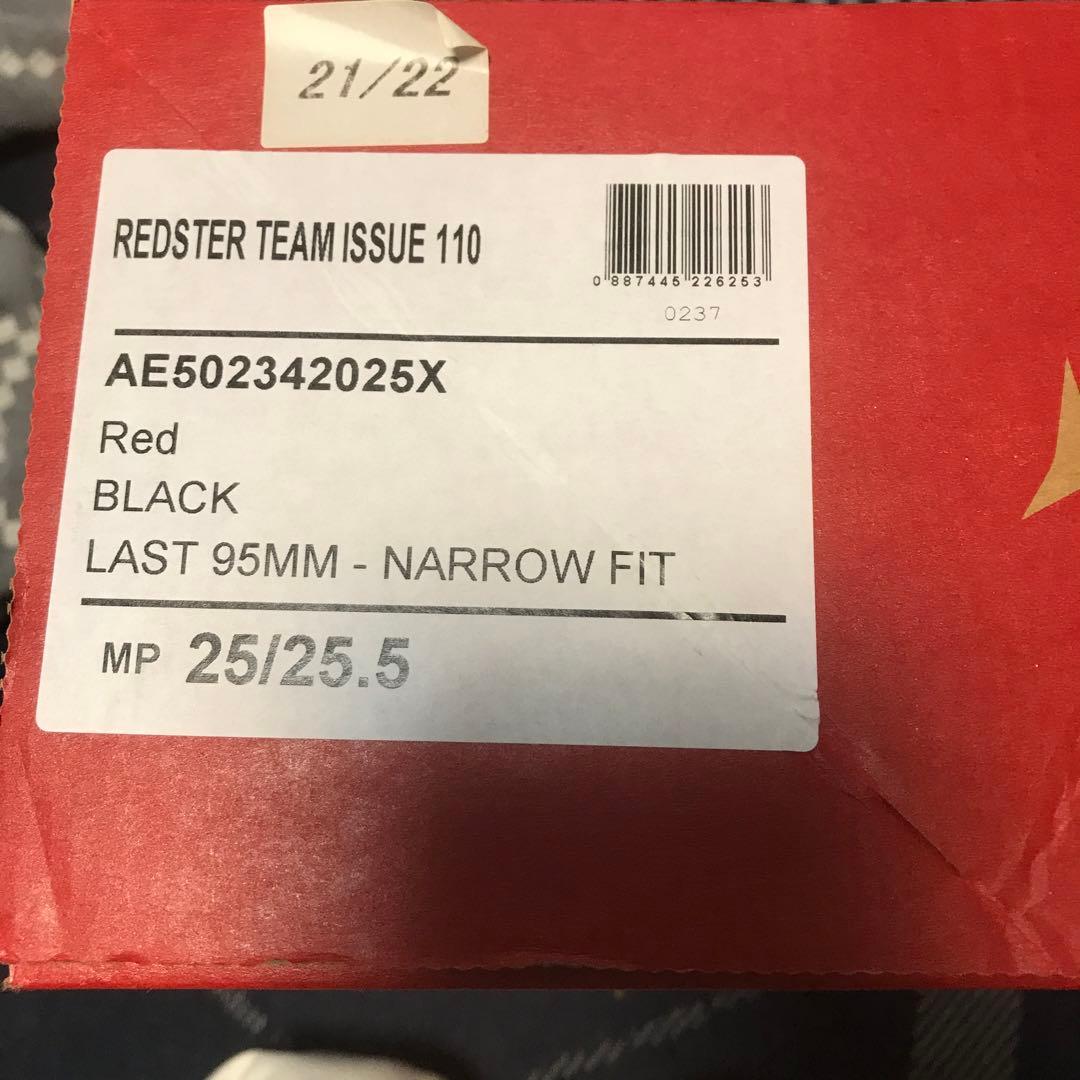 21/22
REDSTER TEAM ISSUE 110
0 887445 226253
0237
AE502342025X
Red
BLACK
LAST 95MM - NARROW FIT
MP 25/25.5